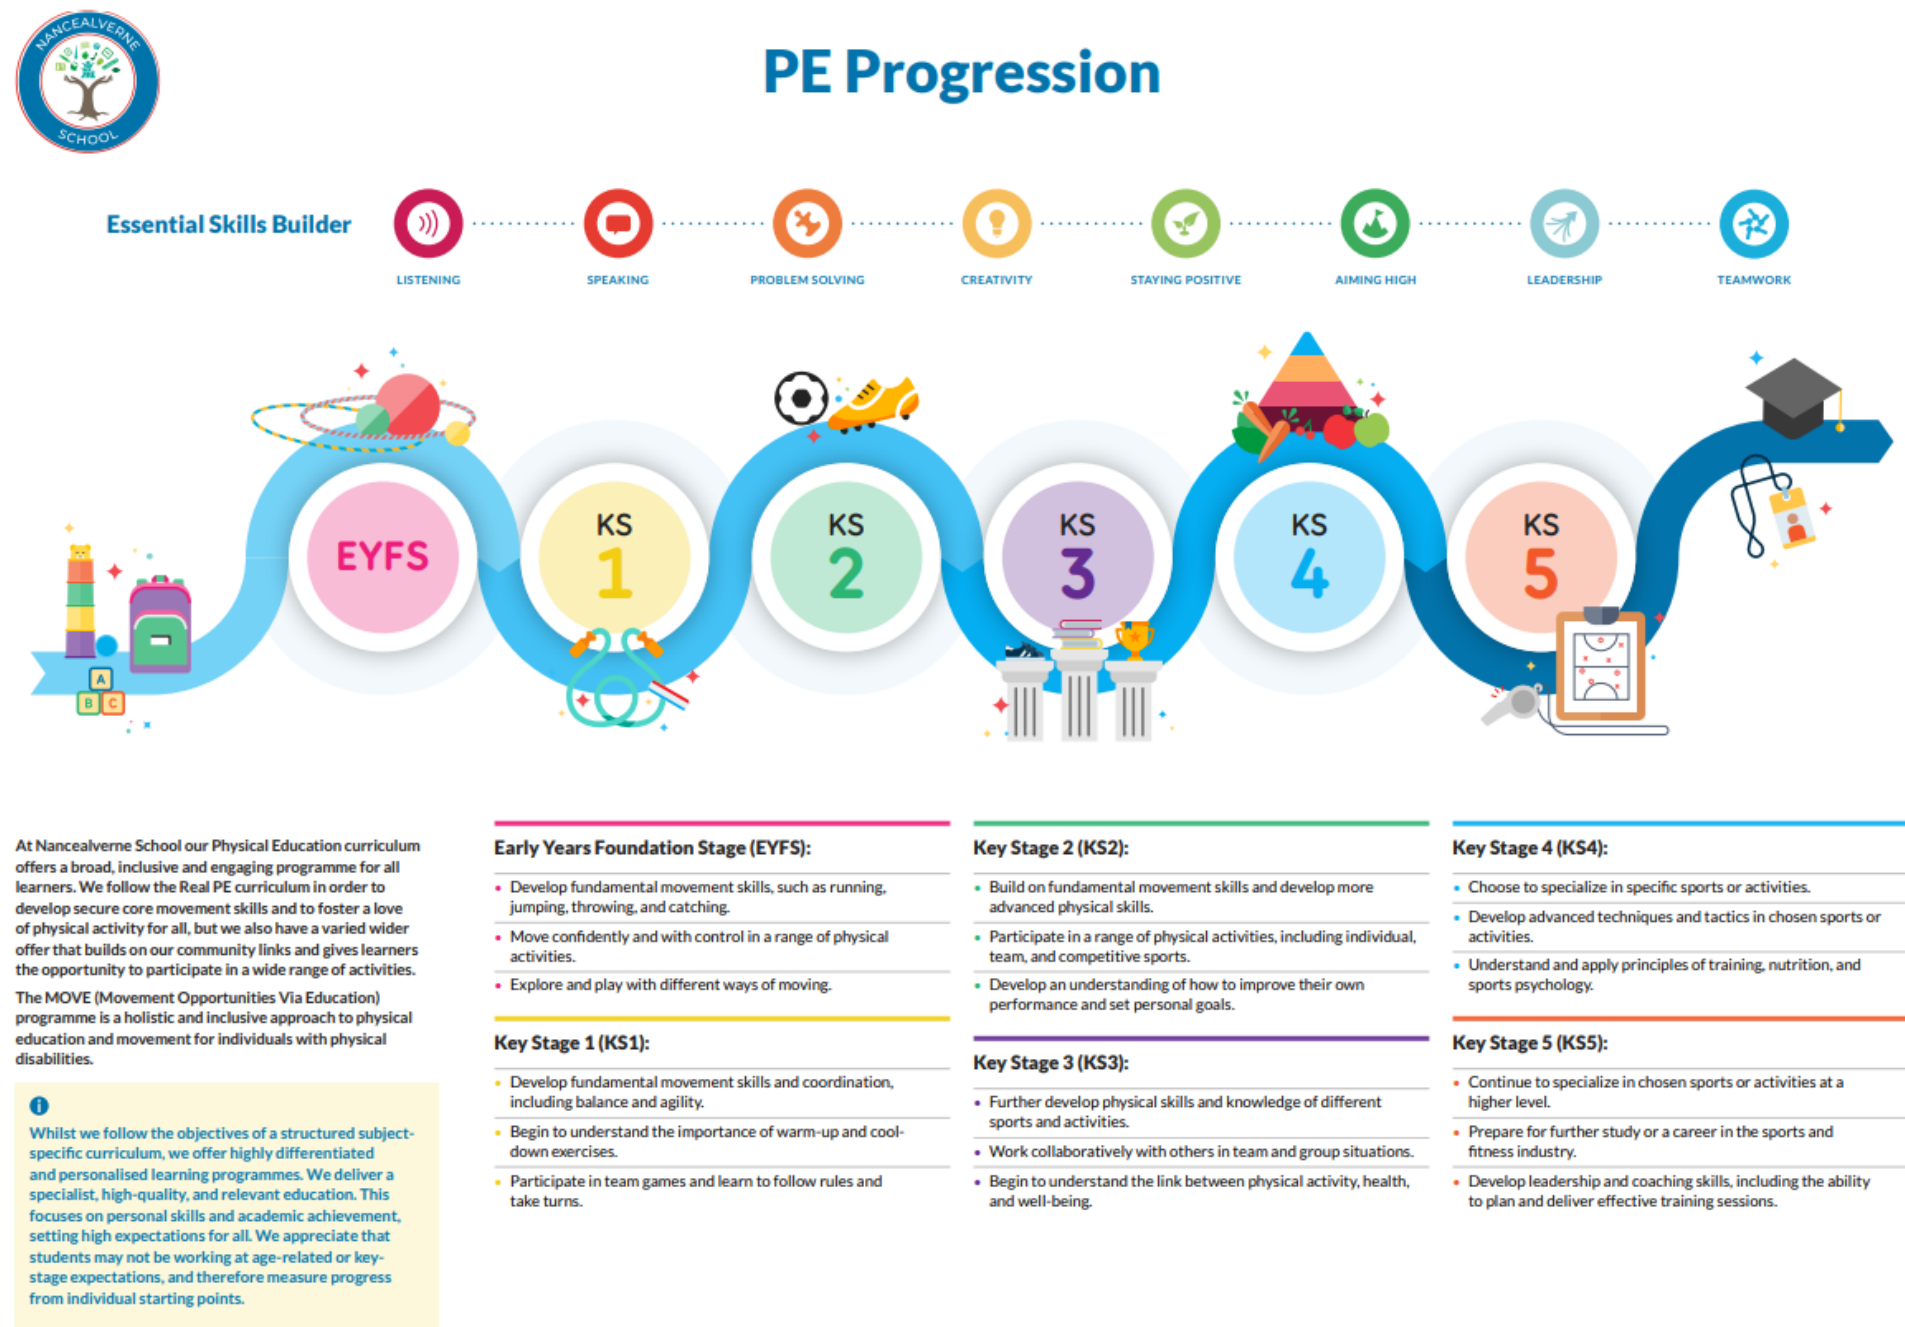 NANCEALVERNE
SCHOOL
PE Progression
Essential Skills Builder
LISTENING
SPEAKING
PROBLEM SOLVING
CREATIVITY
STAYING POSITIVE
AIMING HIGH
LEADERSHIP
TEAMWORK
EYFS
KS
1
KS
2
KS
3
KS
4
KS
5
A
B
C
At Nancealverne School our Physical Education curriculum
offers a broad, inclusive and engaging programme for all
learners. We follow the Real PE curriculum in order to
develop secure core movement skills and to foster a love
of physical activity for all, but we also have a varied wider
offer that builds on our community links and gives learners
the opportunity to participate in a wide range of activities.
The MOVE (Movement Opportunities Via Education)
programme is a holistic and inclusive approach to physical
education and movement for individuals with physical
disabilities.
i
Whilst we follow the objectives of a structured subject-
specific curriculum, we offer highly differentiated
and personalised learning programmes. We deliver a
specialist, high-quality, and relevant education. This
focuses on personal skills and academic achievement,
setting high expectations for all. We appreciate that
students may not be working at age-related or key-
stage expectations, and therefore measure progress
from individual starting points.
Early Years Foundation Stage (EYFS):
• Develop fundamental movement skills, such as running,
jumping, throwing, and catching.
• Move confidently and with control in a range of physical
activities.
• Explore and play with different ways of moving.
Key Stage 1 (KS1):
• Develop fundamental movement skills and coordination,
including balance and agility.
• Begin to understand the importance of warm-up and cool-
down exercises.
• Participate in team games and learn to follow rules and
take turns.
Key Stage 2 (KS2):
• Build on fundamental movement skills and develop more
advanced physical skills.
• Participate in a range of physical activities, including individual,
team, and competitive sports.
• Develop an understanding of how to improve their own
performance and set personal goals.
Key Stage 3 (KS3):
• Further develop physical skills and knowledge of different
sports and activities.
• Work collaboratively with others in team and group situations.
• Begin to understand the link between physical activity, health,
and well-being.
Key Stage 4 (KS4):
• Choose to specialize in specific sports or activities.
• Develop advanced techniques and tactics in chosen sports or
activities.
• Understand and apply principles of training, nutrition, and
sports psychology.
Key Stage 5 (KS5):
• Continue to specialize in chosen sports or activities at a
higher level.
• Prepare for further study or a career in the sports and
fitness industry.
• Develop leadership and coaching skills, including the ability
to plan and deliver effective training sessions.